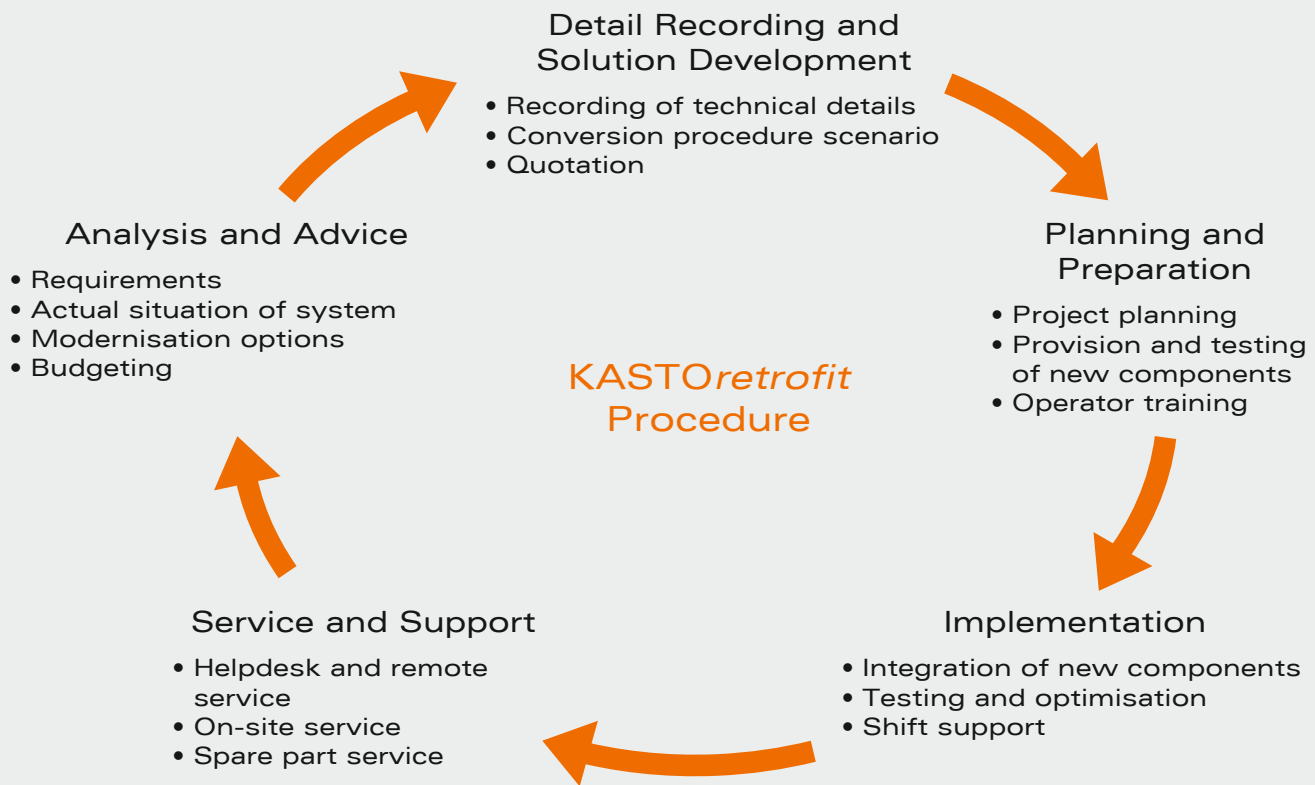 Detail Recording and
Solution Development
• Recording of technical details
• Conversion procedure scenario
• Quotation
Analysis and Advice
• Requirements
• Actual situation of system
• Modernisation options
• Budgeting
Planning and
Preparation
• Project planning
• Provision and testing
of new components
• Operator training
KASTOretrofit
Procedure
Service and Support
• Helpdesk and remote
service
• On-site service
• Spare part service
Implementation
• Integration of new components
• Testing and optimisation
• Shift support